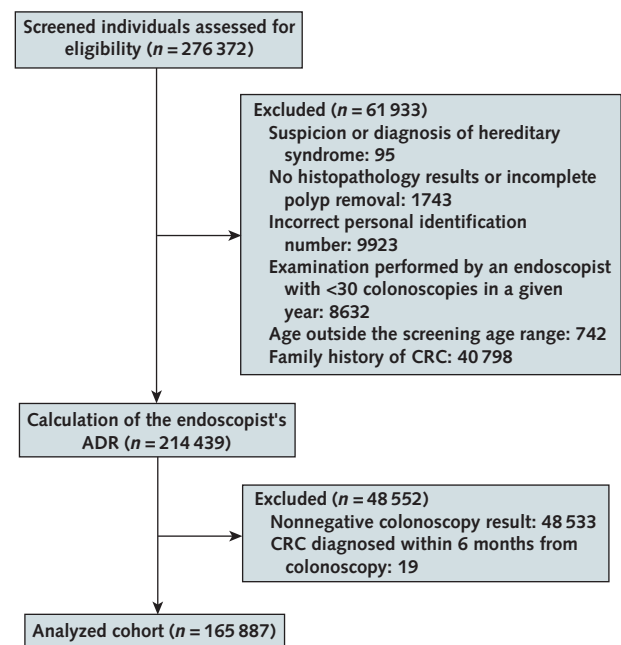 Screened individuals assessed for
eligibility (n = 276 372)
Excluded (n = 61 933)
Suspicion or diagnosis of hereditary
syndrome: 95
No histopathology results or incomplete
polyp removal: 1743
Incorrect personal identification
number: 9923
Examination performed by an endoscopist
with <30 colonoscopies in a given
year: 8632
Age outside the screening age range: 742
Family history of CRC: 40 798
Calculation of the endoscopist's
ADR (n = 214 439)
Excluded (n = 48 552)
Nonnegative colonoscopy result: 48 533
CRC diagnosed within 6 months from
colonoscopy: 19
Analyzed cohort (n = 165 887)